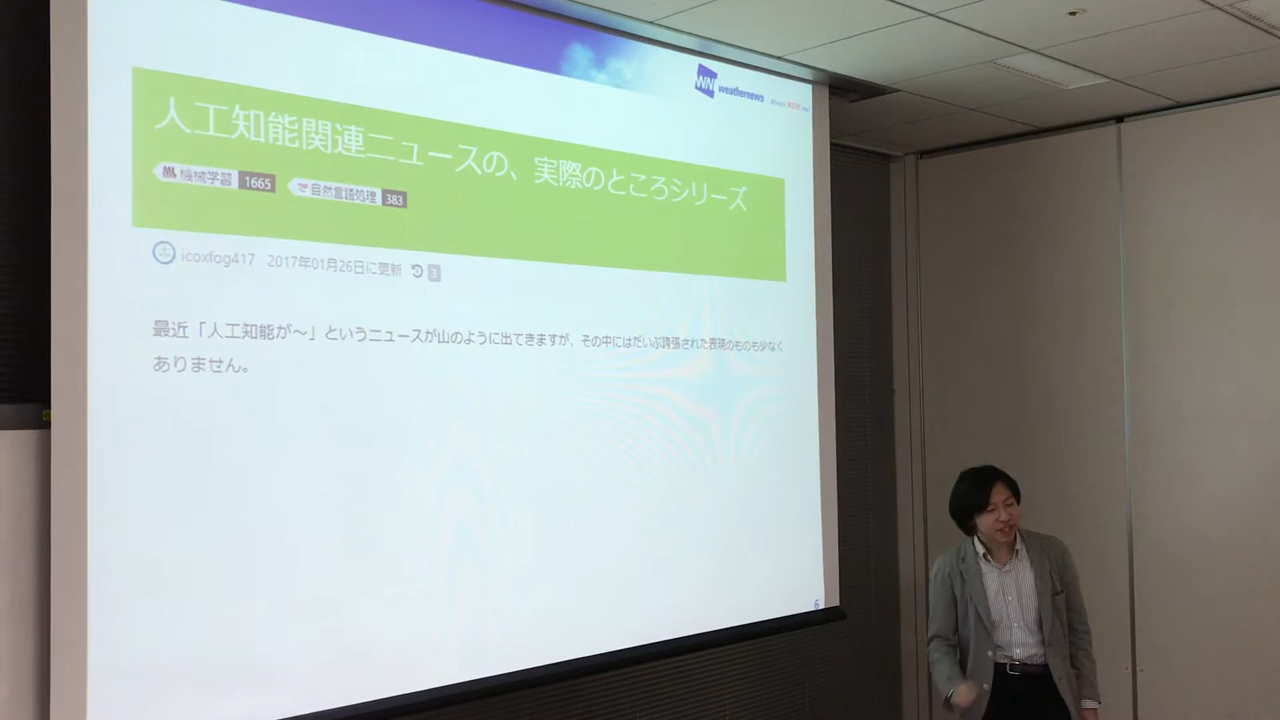 WN weathernews
人工知能関連ニュースの、実際のところシリーズ
機械学習 1665 自然言語処理 383
icoxfog417 2017年01月26日に更新 3
最近「人工知能が〜」というニュースが山のように出てきますが、その中にはだいぶ誇張された表現のものも少なく
ありません。
6